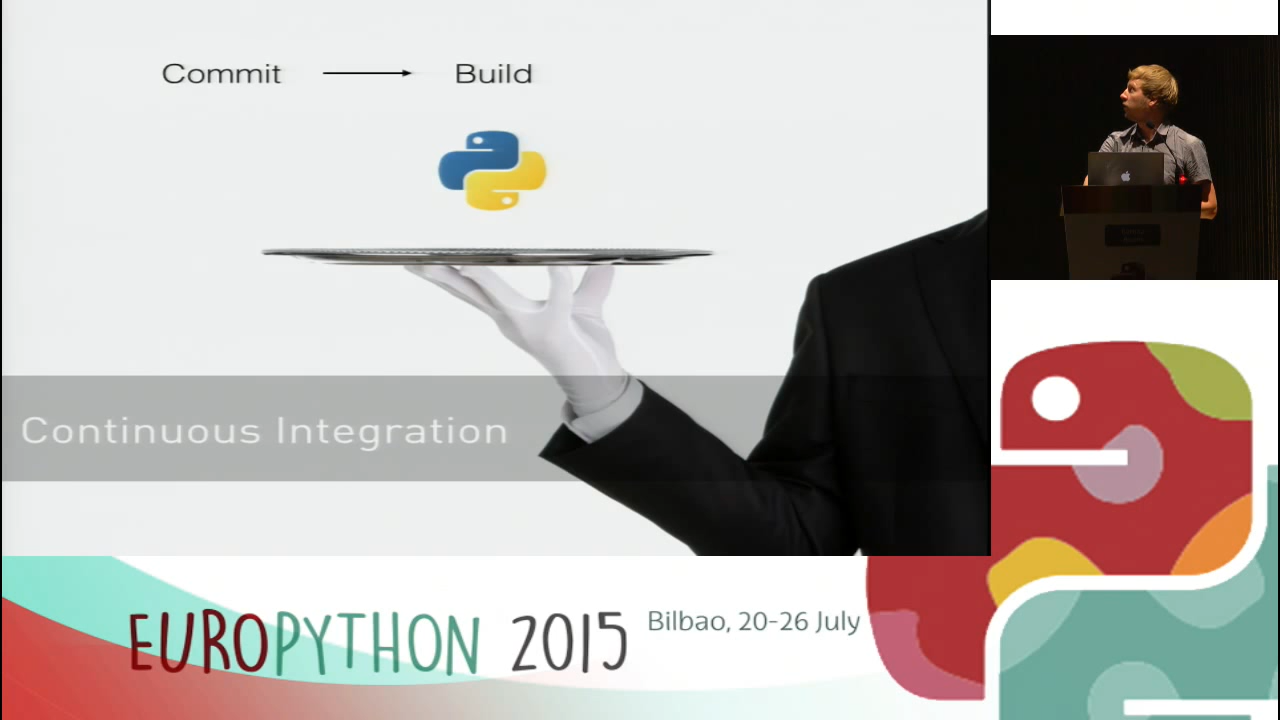 Commit Build
Continuous Integration
EUROPYTHON 2015 Bilbao, 20-26 July